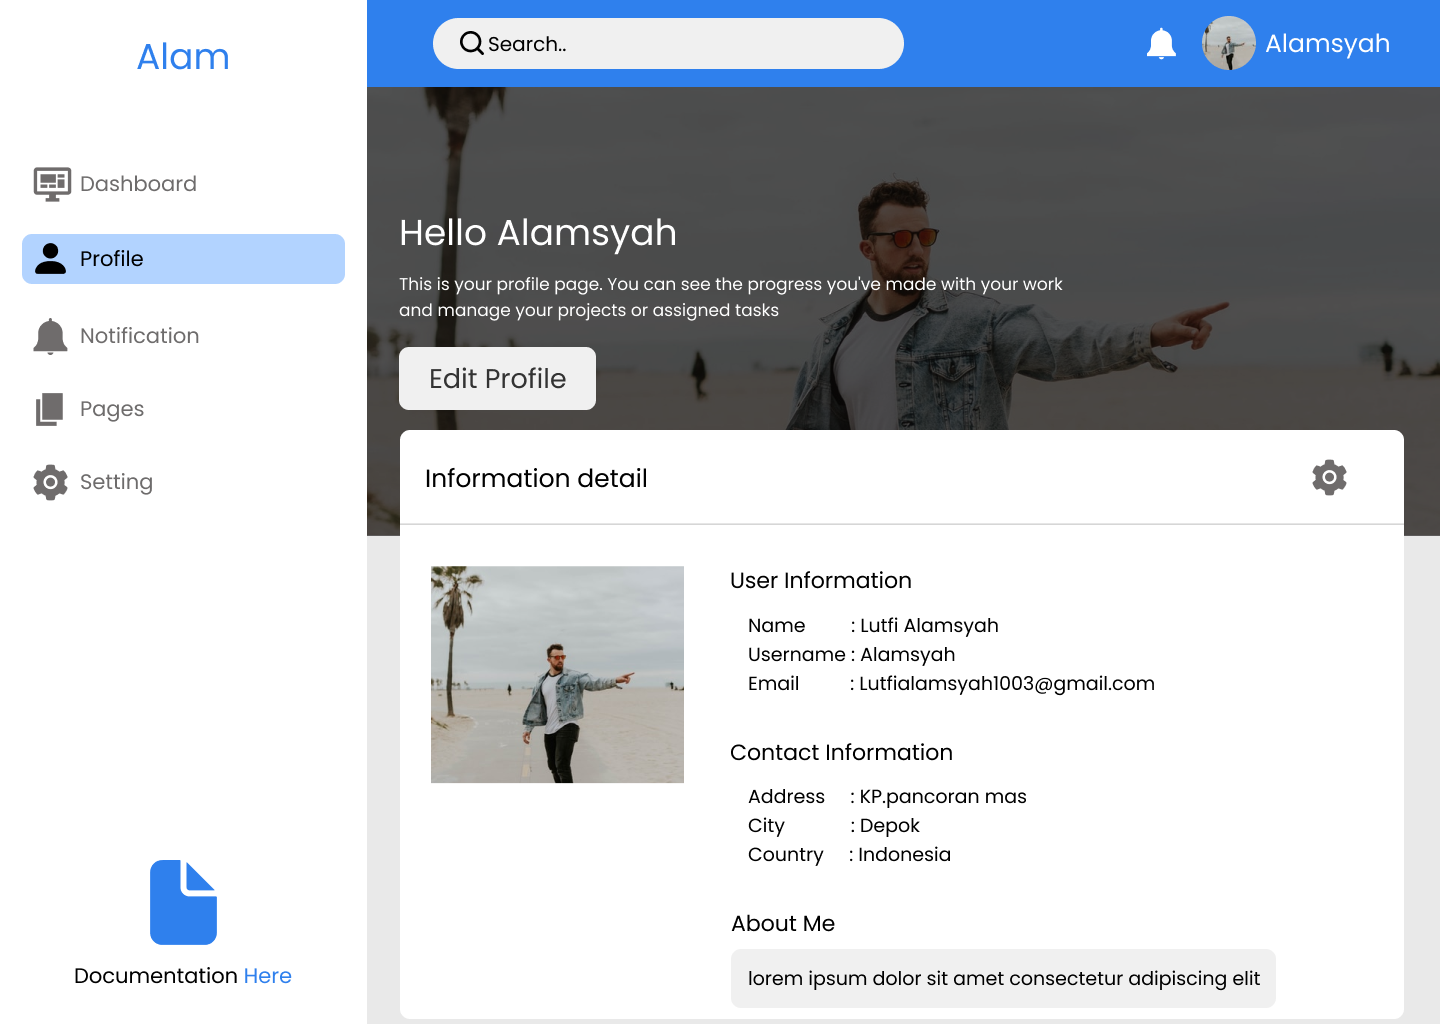 Alam
Search..
Alamsyah
Dashboard
Profile
Notification
Pages
Setting
Documentation Here
Hello Alamsyah
This is your profile page. You can see the progress you've made with your work
and manage your projects or assigned tasks
Edit Profile
Information detail
User Information
Name : Lutfi Alamsyah
Username : Alamsyah
Email : Lutfialamsyah1003@gmail.com
Contact Information
Address : KP.pancoran mas
City : Depok
Country : Indonesia
About Me
lorem ipsum dolor sit amet consectetur adipiscing elit